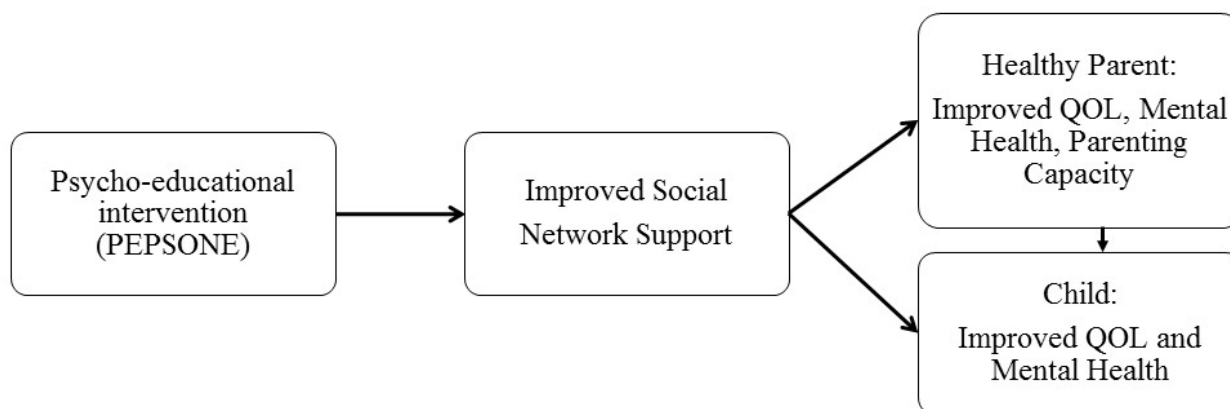 Psycho-educational
intervention
(PEPSONE)
Improved Social
Network Support
Healthy Parent:
Improved QOL, Mental
Health, Parenting
Capacity
Child:
Improved QOL and
Mental Health